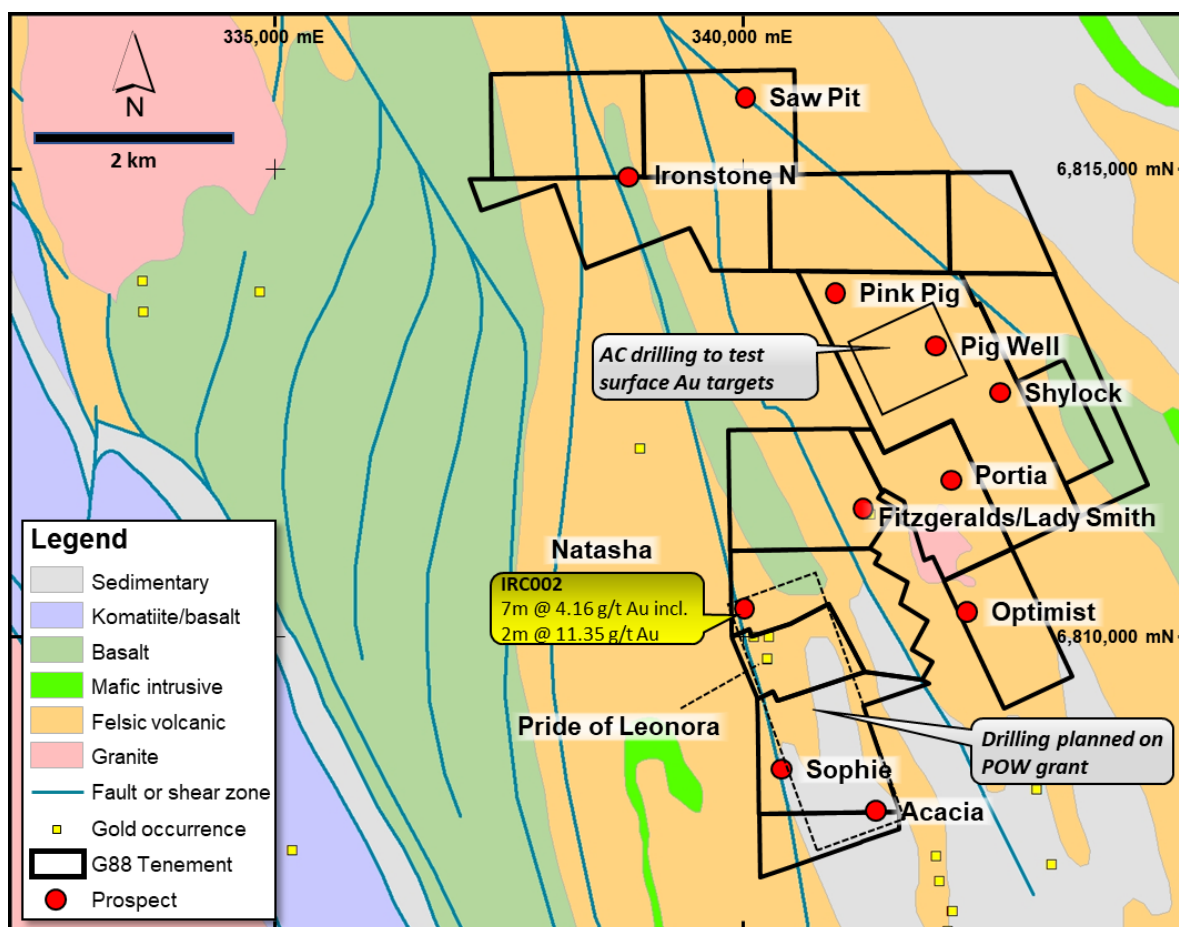 335,000 mE
340,000 mE
N
2 km
Saw Pit
6,815,000 mN
Ironstone N
Pink Pig
AC drilling to test
surface Au targets
Pig Well
Shylock
Portia
Fitzgeralds/Lady Smith
Natasha
IRC002
7m @ 4.16 g/t Au incl.
2m @ 11.35 g/t Au
Optimist
6,810,000 mN
Pride of Leonora
Drilling planned on
POW grant
Sophie
Acacia
Legend
Sedimentary
Komatiite/basalt
Basalt
Mafic intrusive
Felsic volcanic
Granite
Fault or shear zone
Gold occurrence
G88 Tenement
Prospect